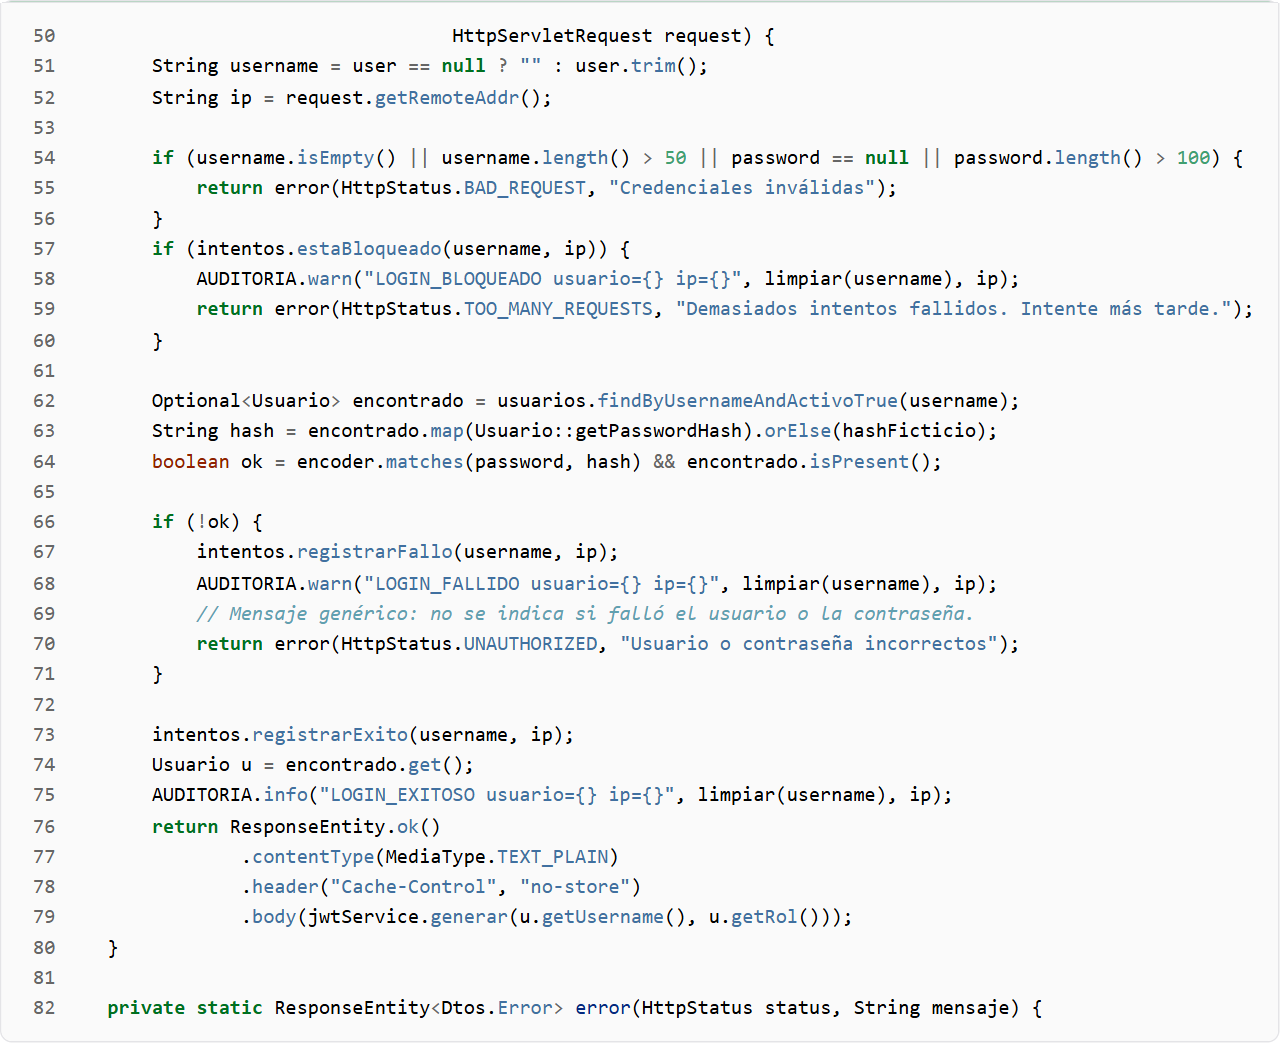 50                                     HttpServletRequest request) {
51         String username = user == null ? "" : user.trim();
52         String ip = request.getRemoteAddr();
53
54         if (username.isEmpty() || username.length() > 50 || password == null || password.length() > 100) {
55             return error(HttpStatus.BAD_REQUEST, "Credenciales inválidas");
56         }
57         if (intentos.estaBloqueado(username, ip)) {
58             AUDITORIA.warn("LOGIN_BLOQUEADO usuario={} ip={}", limpiar(username), ip);
59             return error(HttpStatus.TOO_MANY_REQUESTS, "Demasiados intentos fallidos. Intente más tarde.");
60         }
61
62         Optional<Usuario> encontrado = usuarios.findByUsernameAndActivoTrue(username);
63         String hash = encontrado.map(Usuario::getPasswordHash).orElse(hashFicticio);
64         boolean ok = encoder.matches(password, hash) && encontrado.isPresent();
65
66         if (!ok) {
67             intentos.registrarFallo(username, ip);
68             AUDITORIA.warn("LOGIN_FALLIDO usuario={} ip={}", limpiar(username), ip);
69             // Mensaje genérico: no se indica si falló el usuario o la contraseña.
70             return error(HttpStatus.UNAUTHORIZED, "Usuario o contraseña incorrectos");
71         }
72
73         intentos.registrarExito(username, ip);
74         Usuario u = encontrado.get();
75         AUDITORIA.info("LOGIN_EXITOSO usuario={} ip={}", limpiar(username), ip);
76         return ResponseEntity.ok()
77                 .contentType(MediaType.TEXT_PLAIN)
78                 .header("Cache-Control", "no-store")
79                 .body(jwtService.generar(u.getUsername(), u.getRol()));
80     }
81
82     private static ResponseEntity<Dtos.Error> error(HttpStatus status, String mensaje) {